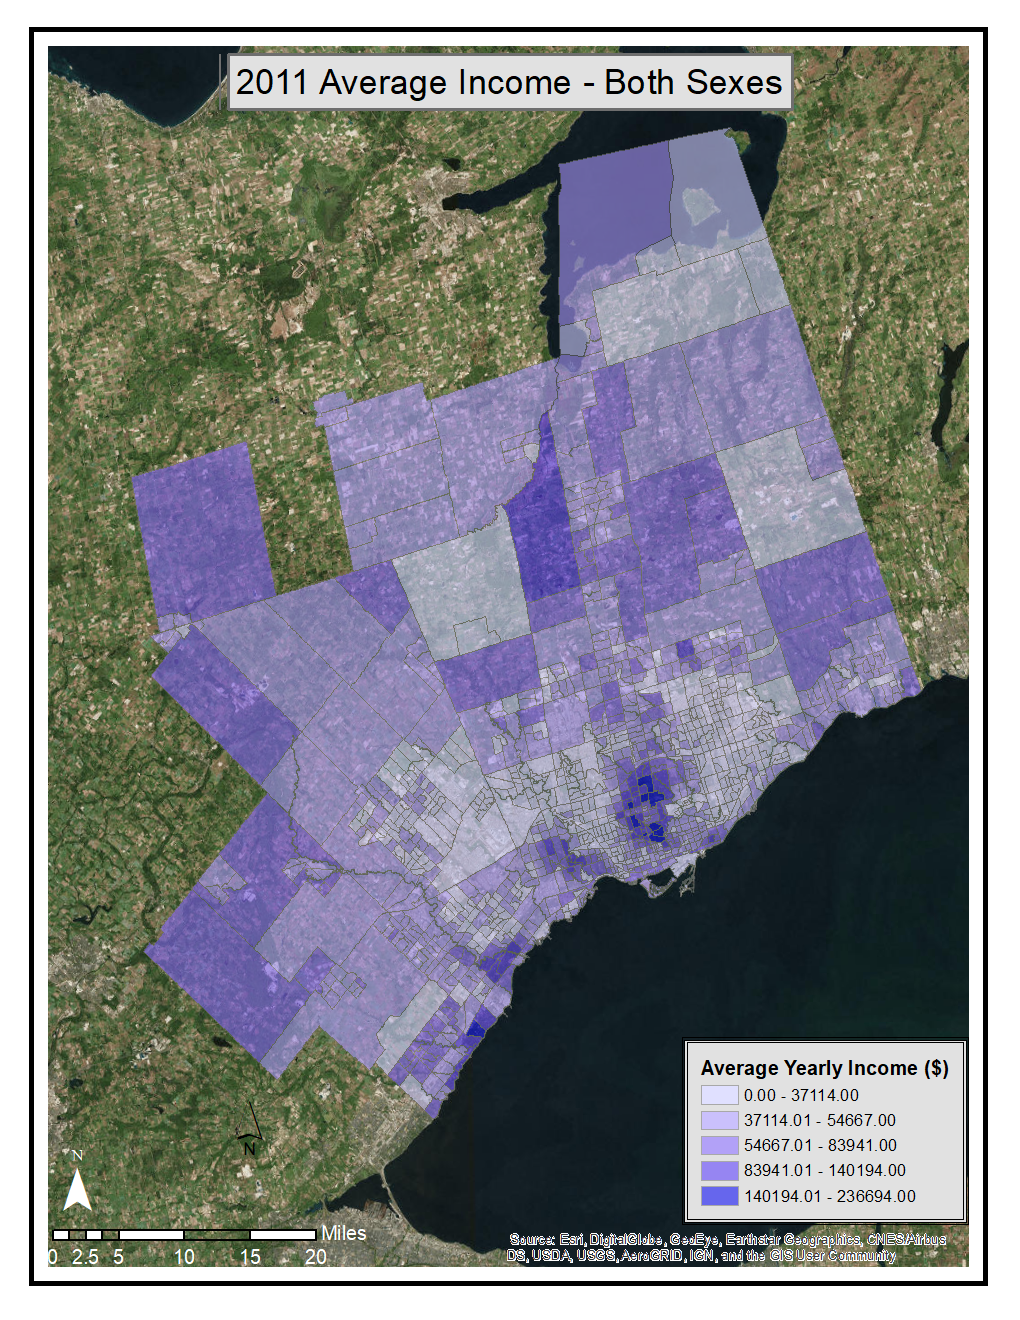 2011 Average Income - Both Sexes
Average Yearly Income ($)
0.00 - 37114.00
37114.01 - 54667.00
54667.01 - 83941.00
83941.01 - 140194.00
140194.01 - 236694.00
N
N
Miles
0 2.5 5 10 15 20
Source: Esri, DigitalGlobe, GeoEye, Earthstar Geographics, CNES/Airbus
DS, USDA, USGS, AeroGRID, IGN, and the GIS User Community